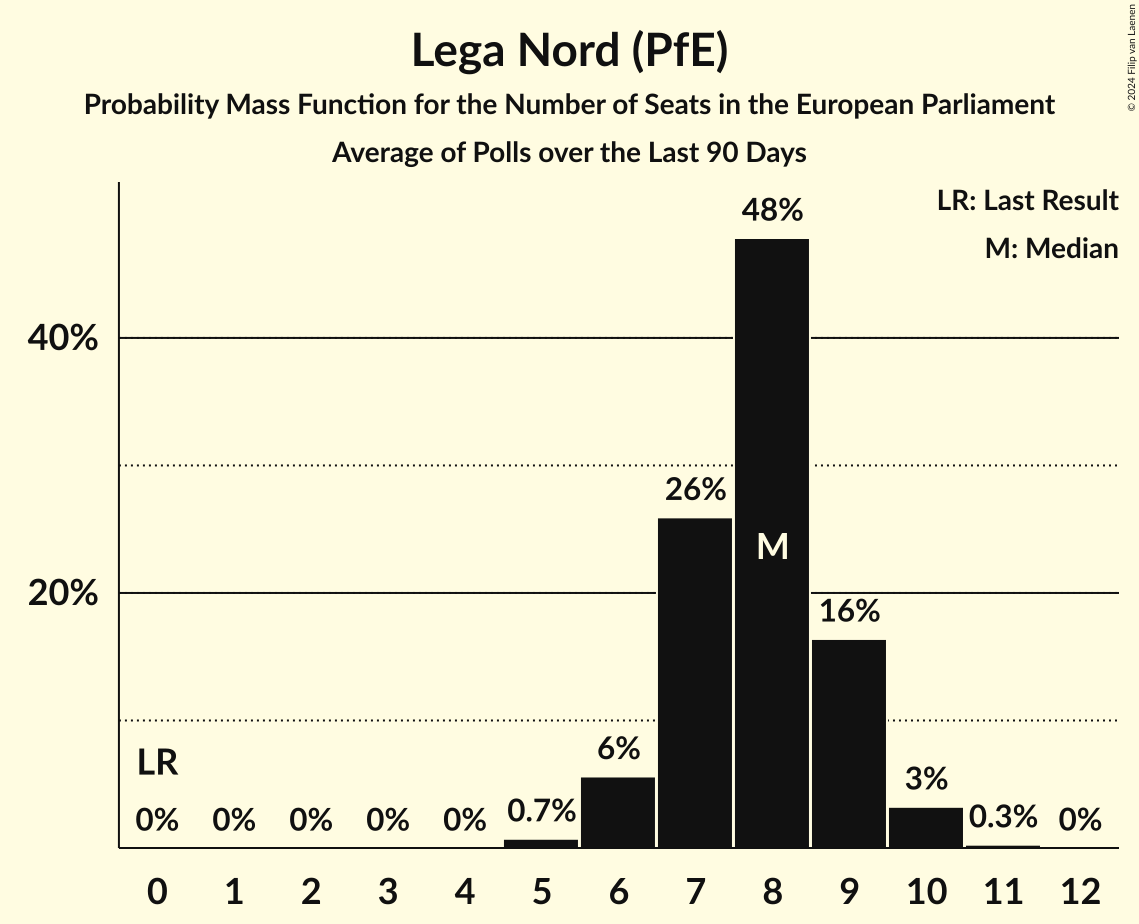 Lega Nord (PfE)
Probability Mass Function for the Number of Seats in the European Parliament
Average of Polls over the Last 90 Days
© 2024 Filip van Laenen
LR: Last Result
M: Median
40%
20%
LR
0%
0%
0%
0%
0%
0.7%
6%
26%
48%
M
16%
3%
0.3%
0%
0 1 2 3 4 5 6 7 8 9 10 11 12